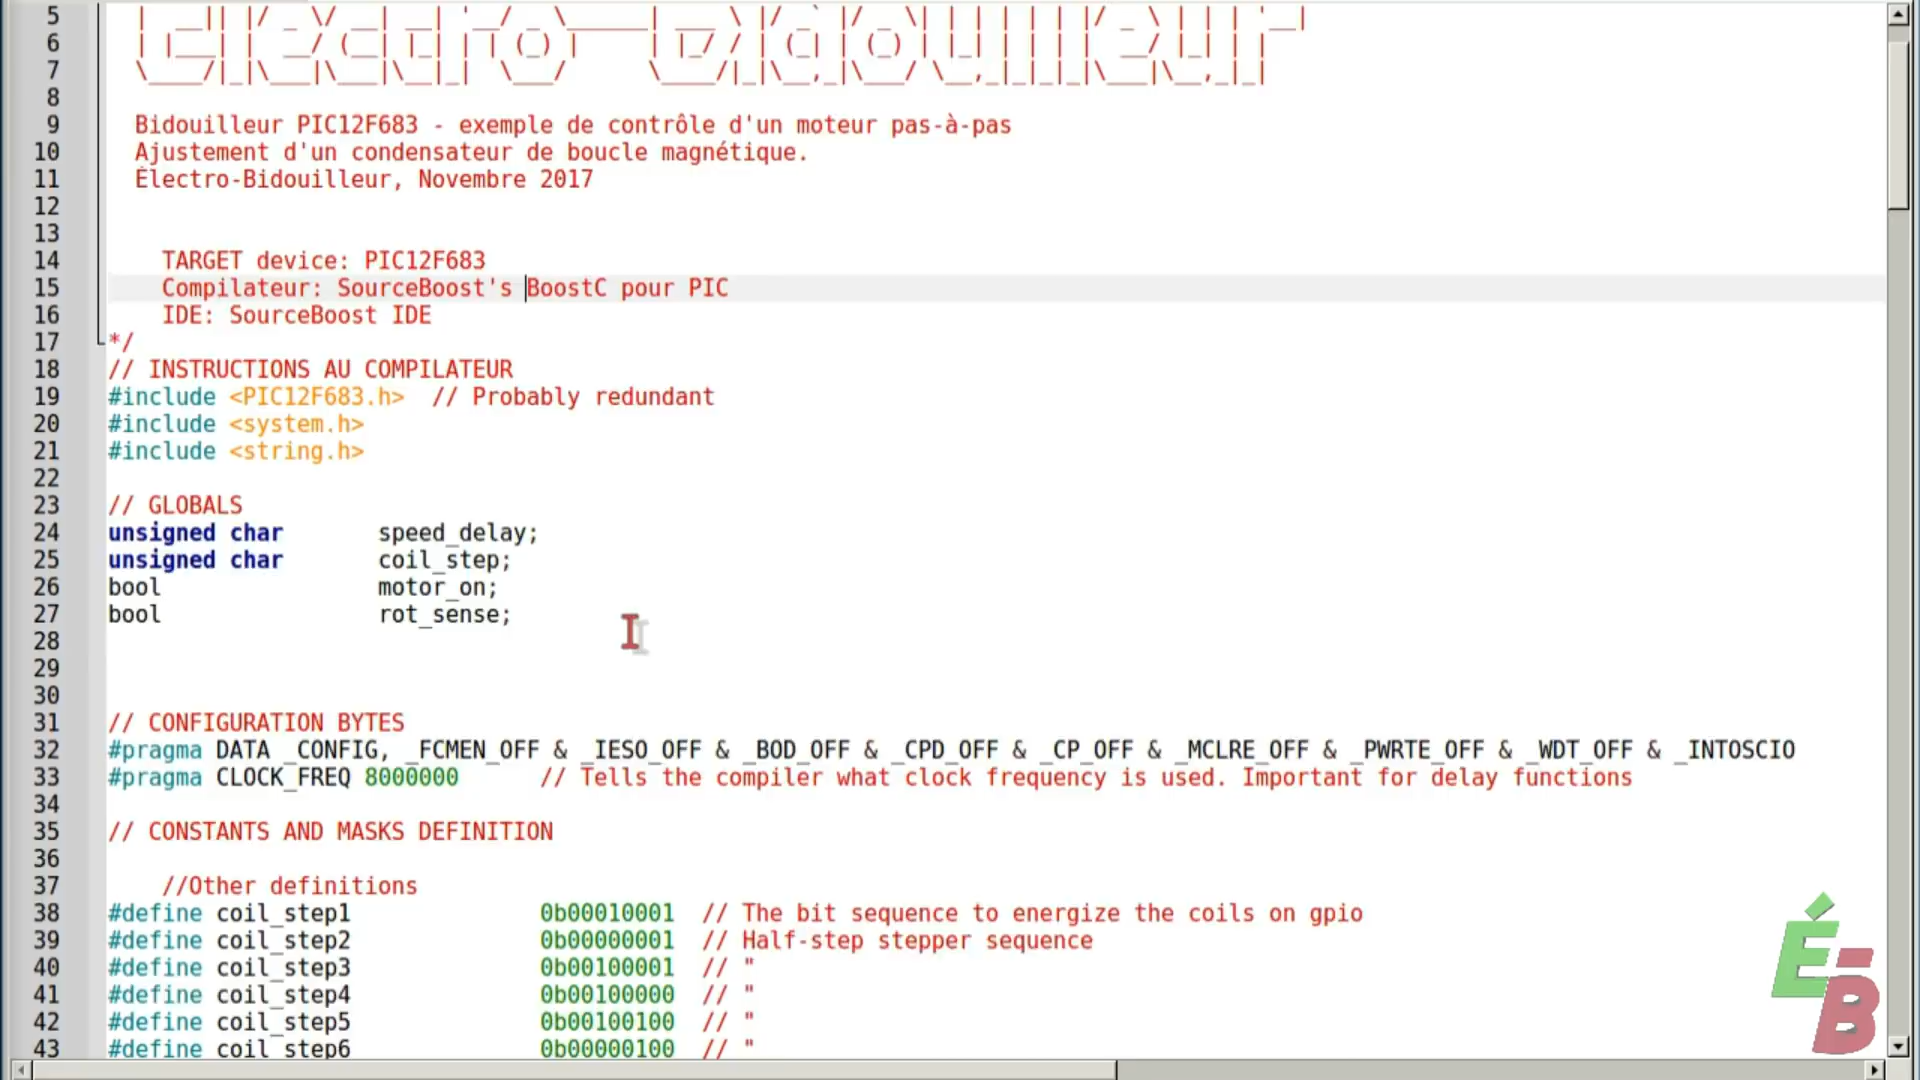 5
6
7
8
9 Bidouilleur PIC12F683 - exemple de contrôle d'un moteur pas-à-pas
10 Ajustement d'un condensateur de boucle magnétique.
11 Électro-Bidouilleur, Novembre 2017
12
13
14 TARGET device: PIC12F683
15 Compilateur: SourceBoost's BoostC pour PIC
16 IDE: SourceBoost IDE
17 */
18 // INSTRUCTIONS AU COMPILATEUR
19 #include <PIC12F683.h> // Probably redundant
20 #include <system.h>
21 #include <string.h>
22
23 // GLOBALS
24 unsigned char speed_delay;
25 unsigned char coil_step;
26 bool motor_on;
27 bool rot_sense;
28
29
30
31 // CONFIGURATION BYTES
32 #pragma DATA _CONFIG, _FCMEN_OFF & _IESO_OFF & _BOD_OFF & _CPD_OFF & _CP_OFF & _MCLRE_OFF & _PWRTE_OFF & _WDT_OFF & _INTOSCIO
33 #pragma CLOCK_FREQ 8000000 // Tells the compiler what clock frequency is used. Important for delay functions
34
35 // CONSTANTS AND MASKS DEFINITION
36
37 //Other definitions
38 #define coil_step1 0b00010001 // The bit sequence to energize the coils on gpio
39 #define coil_step2 0b00000001 // Half-step stepper sequence
40 #define coil_step3 0b00100001 // "
41 #define coil_step4 0b00100000 // "
42 #define coil_step5 0b00100100 // "
43 #define coil_step6 0b00000100 // "
É-B